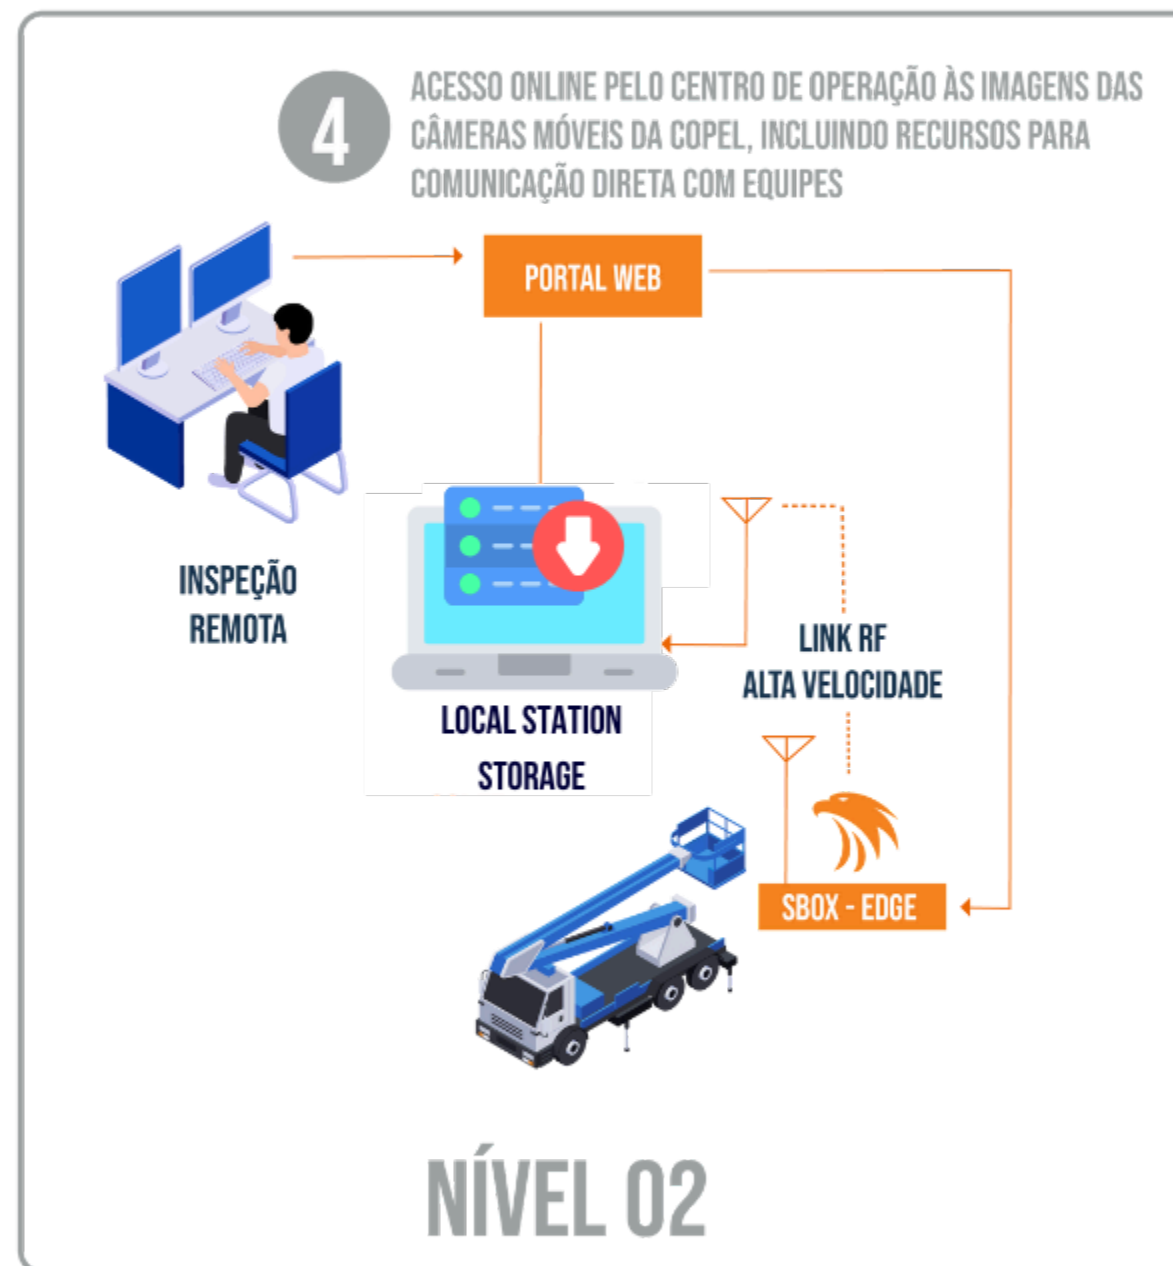 4
ACESSO ONLINE PELO CENTRO DE OPERAÇÃO ÀS IMAGENS DAS
CÂMERAS MÓVEIS DA COPEL, INCLUINDO RECURSOS PARA
COMUNICAÇÃO DIRETA COM EQUIPES
PORTAL WEB
INSPEÇÃO
REMOTA
LINK RF
ALTA VELOCIDADE
LOCAL STATION
STORAGE
SBOX - EDGE
NÍVEL 02